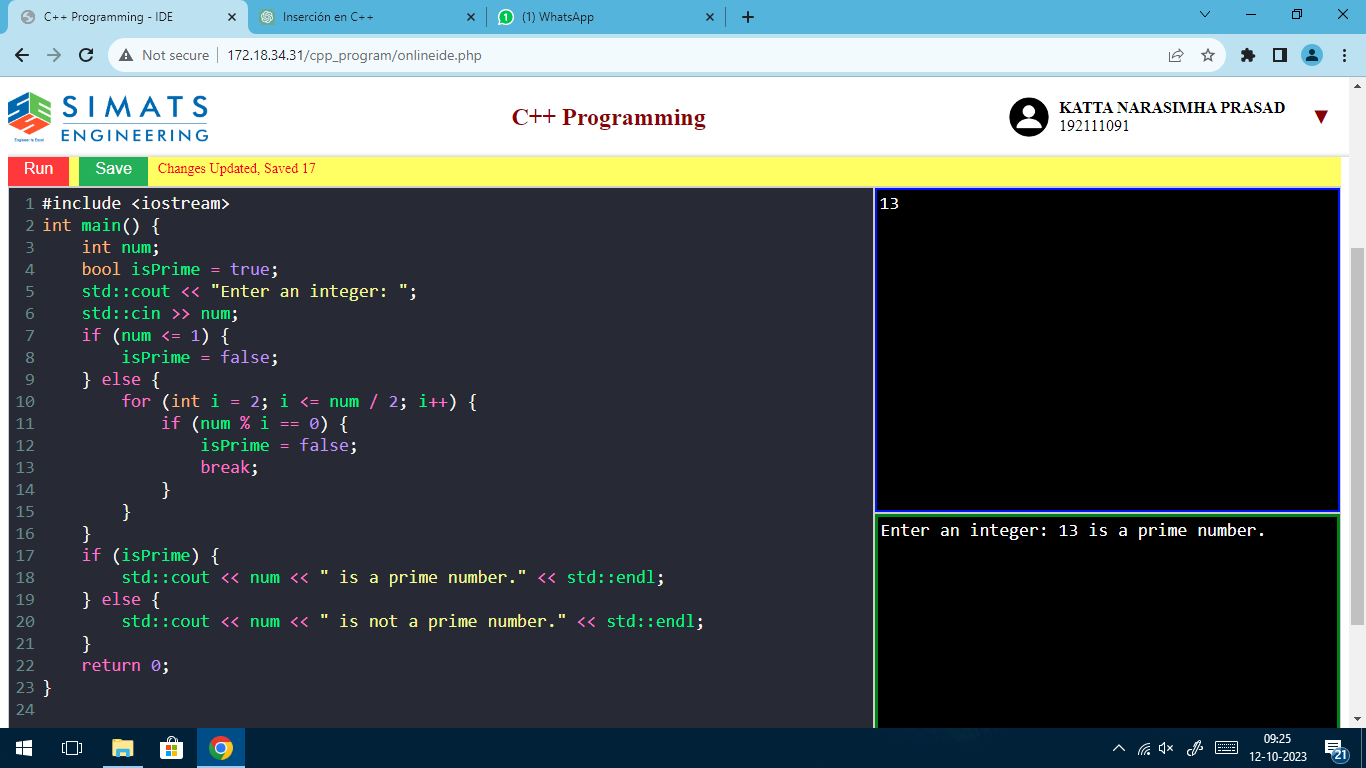 C++ Programming - IDE
Inserción en C++
(1) WhatsApp
Not secure
172.18.34.31/cpp_program/onlineide.php
SIMATS
ENGINEERING
C++ Programming
KATTA NARASIMHA PRASAD
192111091
Run
Save
Changes Updated, Saved 17
1 #include <iostream>
2 int main() {
3     int num;
4     bool isPrime = true;
5     std::cout << "Enter an integer: ";
6     std::cin >> num;
7     if (num <= 1) {
8         isPrime = false;
9     } else {
10         for (int i = 2; i <= num / 2; i++) {
11             if (num % i == 0) {
12                 isPrime = false;
13                 break;
14             }
15         }
16     }
17     if (isPrime) {
18         std::cout << num << " is a prime number." << std::endl;
19     } else {
20         std::cout << num << " is not a prime number." << std::endl;
21     }
22     return 0;
23 }
24
13
Enter an integer: 13 is a prime number.
09:25
12-10-2023
21